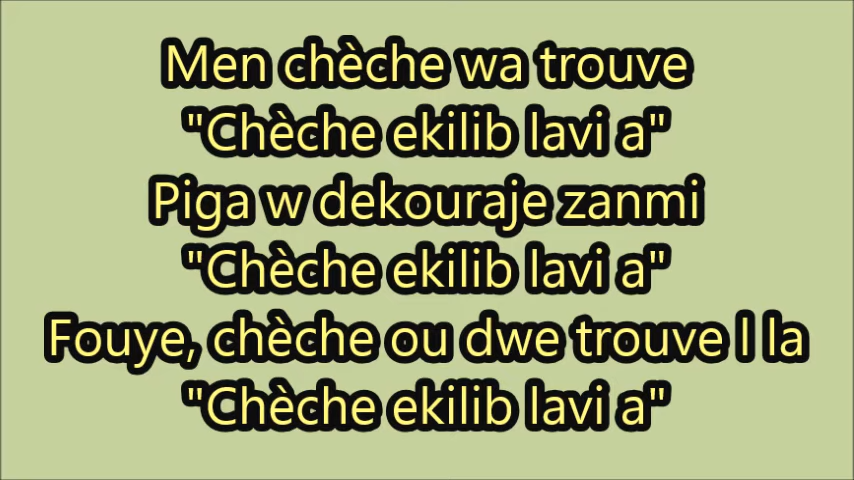 Men chèche wa trouve
"Chèche ekilib lavi a"
Piga w dekouraje zanmi
"Chèche ekilib lavi a"
Fouye, chèche ou dwe trouve l la
"Chèche ekilib lavi a"